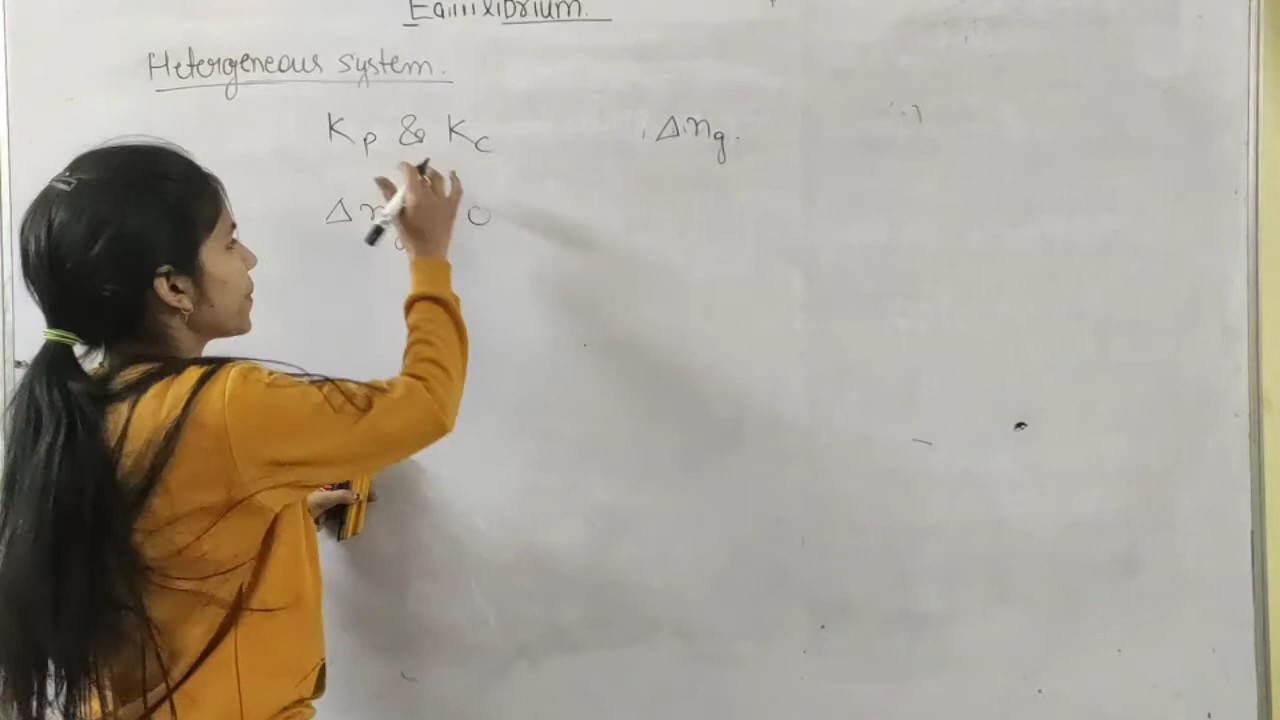 Equilibrium.
Hetergeneous system.
Kp & Kc Δng.
Δn 0